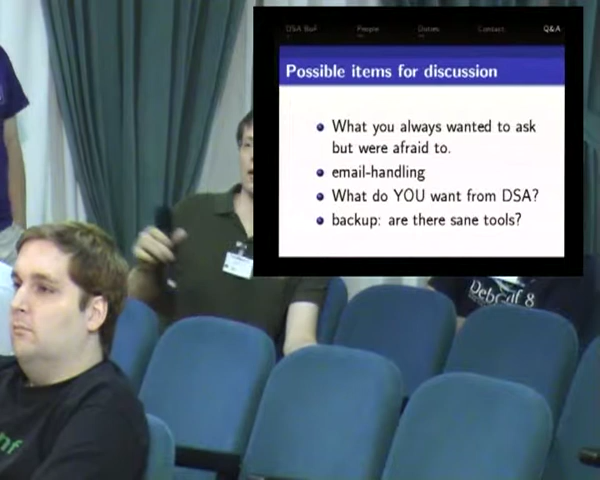 DSA BoF People Duties Contact Q&A
Possible items for discussion
What you always wanted to ask
but were afraid to.
email-handling
What do YOU want from DSA?
backup: are there sane tools?
DebConf 8
nf